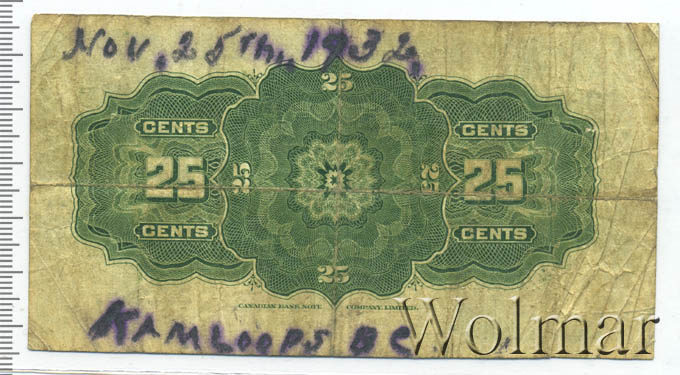 Nov, 25th, 1932,
25
CENTS CENTS
25 25 25 25
CENTS CENTS
25
CANADIAN BANK NOTE COMPANY, LIMITED.
KAMLOOPS BC
Wolmar